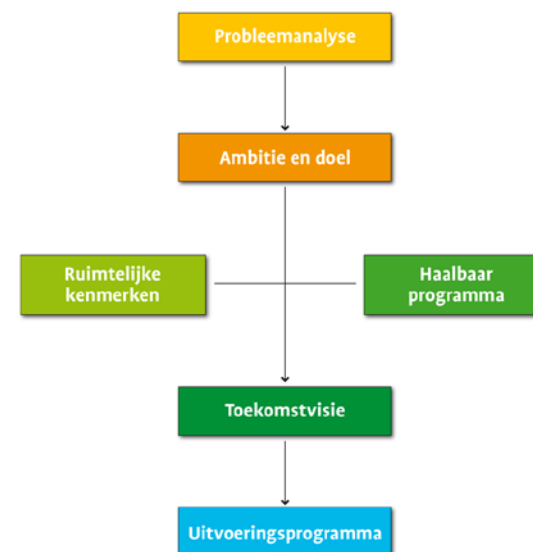 Probleemanalyse
Ambitie en doel
Ruimtelijke
kenmerken
Haalbaar
programma
Toekomstvisie
Uitvoeringsprogramma